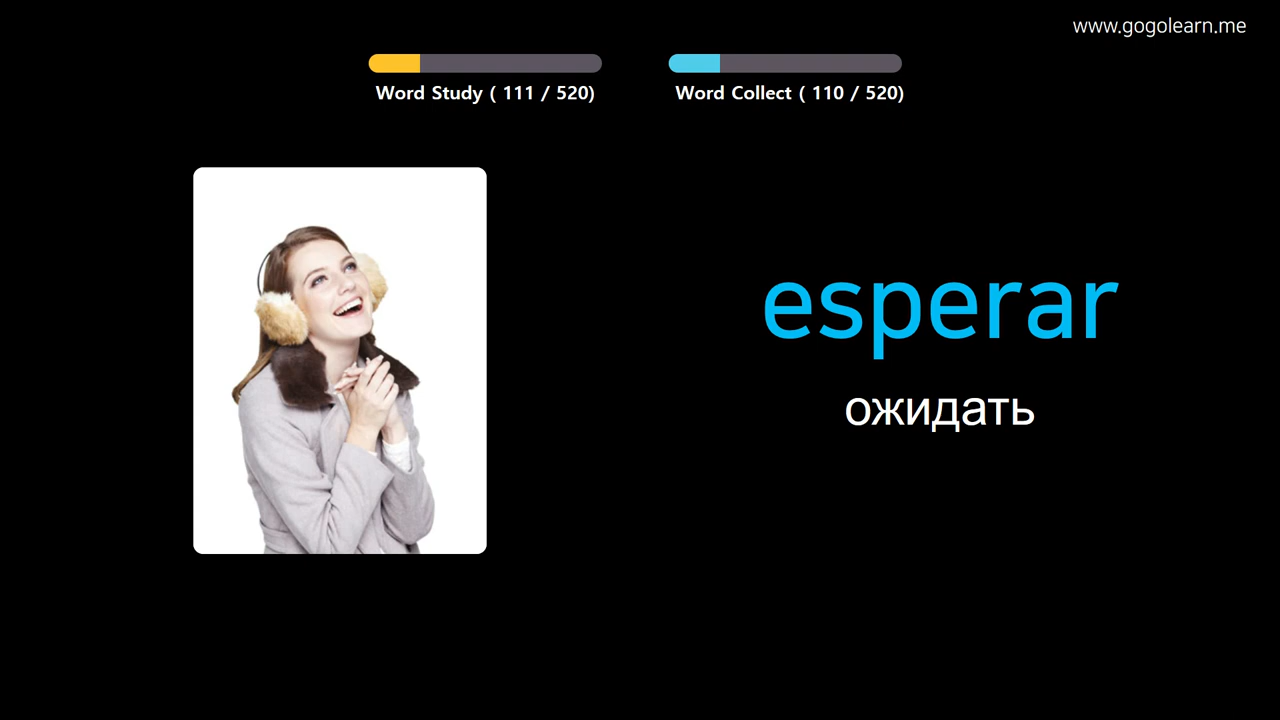 www.gogolearn.me
Word Study ( 111 / 520)
Word Collect ( 110 / 520)
esperar
ожидать